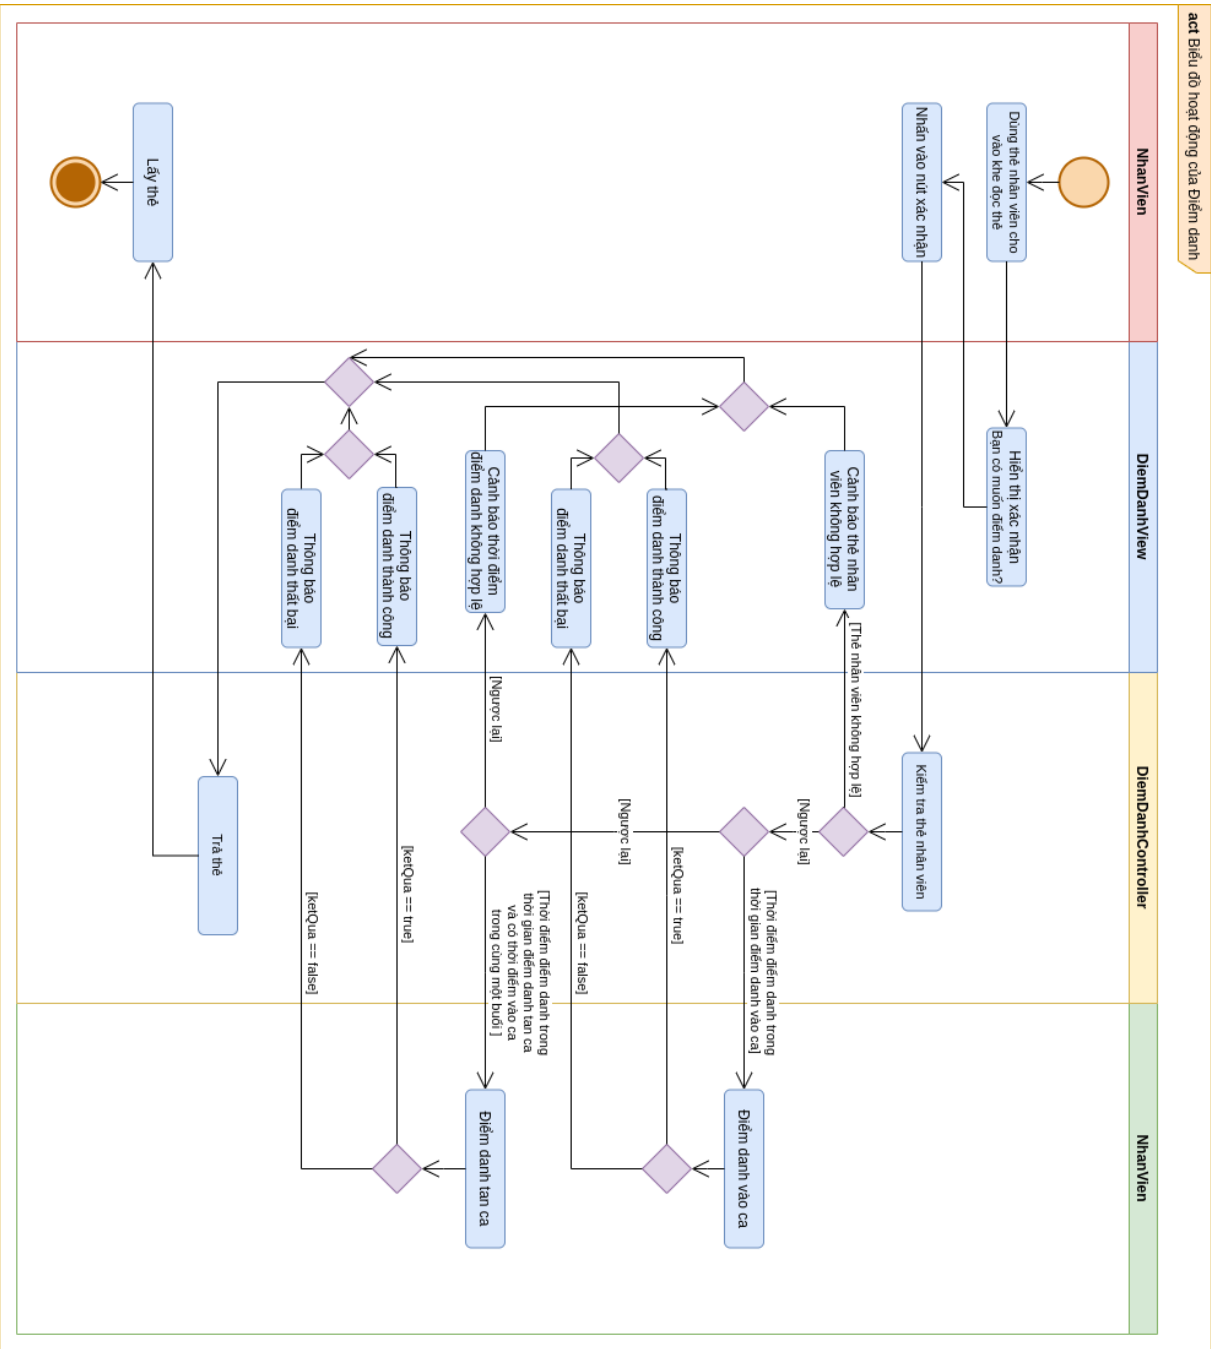 act Biểu đồ hoạt động của Điểm danh
NhanVien
DiemDanhView
DiemDanhController
NhanVien
Dùng thẻ nhân viên cho
vào khe đọc thẻ
Hiển thị xác nhận
Bạn có muốn điểm danh?
Nhấn vào nút xác nhận
Kiểm tra thẻ nhân viên
[Thẻ nhân viên không hợp lệ]
Cảnh báo thẻ nhân
viên không hợp lệ
[Ngược lại]
[Thời điểm điểm danh trong
thời gian điểm danh vào ca]
Điểm danh vào ca
[ketQua == true]
Thông báo
điểm danh thành công
[Ngược lại]
[ketQua == false]
Thông báo
điểm danh thất bại
[Thời điểm điểm danh trong
thời gian điểm danh tan ca
và có thời điểm vào ca
trong cùng một buổi ]
Điểm danh tan ca
[Ngược lại]
Cảnh báo thời điểm
điểm danh không hợp lệ
[ketQua == true]
Thông báo
điểm danh thành công
[ketQua == false]
Thông báo
điểm danh thất bại
Trả thẻ
Lấy thẻ